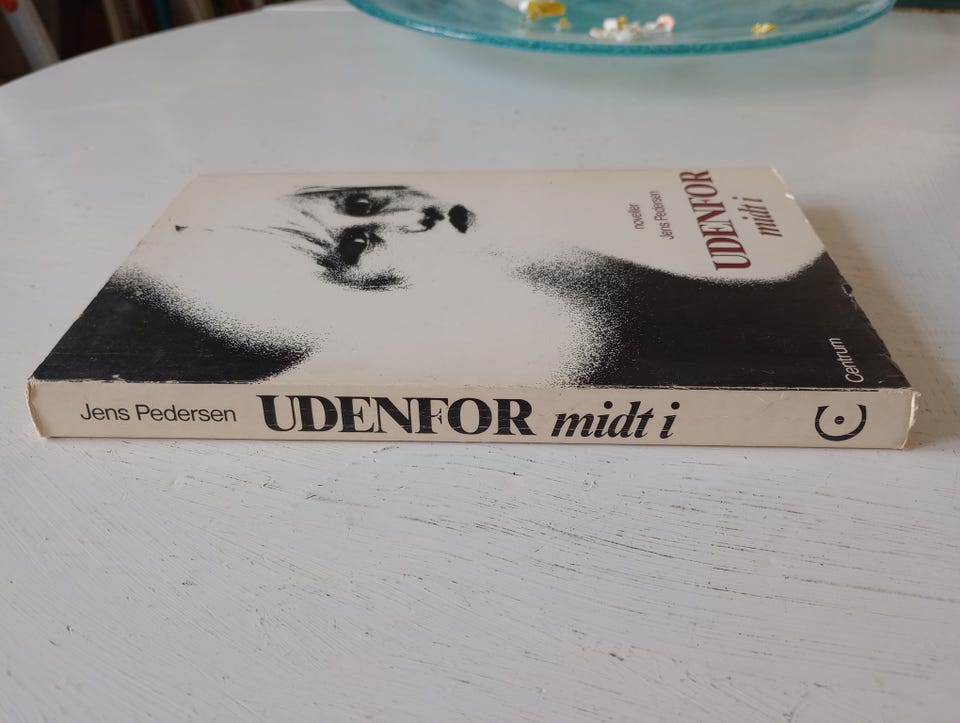 noveller
Jens Pedersen
UDENFOR
midt i
Centrum
Jens Pedersen UDENFOR midt i